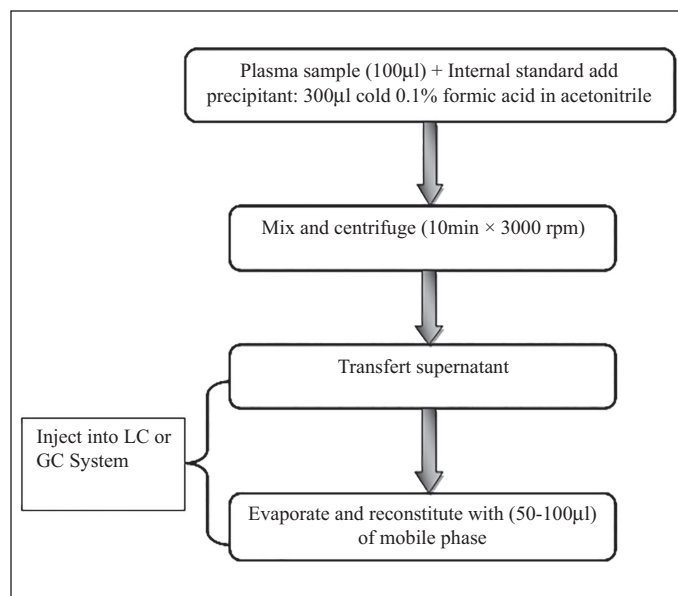 Plasma sample (100µl) + Internal standard add
precipitant: 300µl cold 0.1% formic acid in acetonitrile
Mix and centrifuge (10min × 3000 rpm)
Transfert supernatant
Inject into LC or
GC System
Evaporate and reconstitute with (50-100µl)
of mobile phase